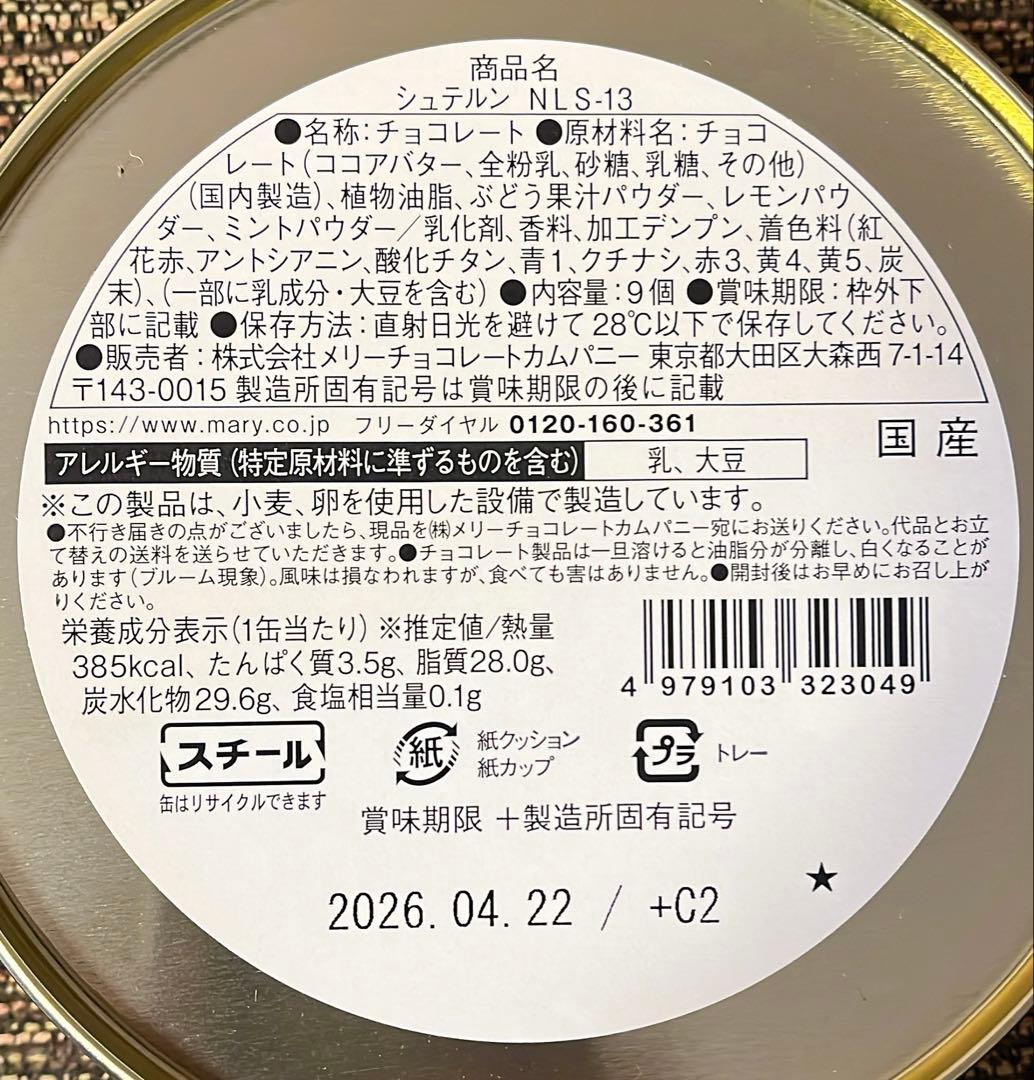 商品名
シュテルン NLS-13
●名称：チョコレート ●原材料名：チョコ
レート（ココアバター、全粉乳、砂糖、乳糖、その他）
（国内製造）、植物油脂、ぶどう果汁パウダー、レモンパウ
ダー、ミントパウダー／乳化剤、香料、加工デンプン、着色料（紅
花赤、アントシアニン、酸化チタン、青1、クチナシ、赤3、黄4、黄5、炭
末）、（一部に乳成分・大豆を含む） ●内容量：9個 ●賞味期限：枠外下
部に記載 ●保存方法：直射日光を避けて28℃以下で保存してください。
●販売者：株式会社メリーチョコレートカムパニー 東京都大田区大森西7-1-14
〒143-0015 製造所固有記号は賞味期限の後に記載
https://www.mary.co.jp フリーダイヤル 0120-160-361
国産
アレルギー物質（特定原材料に準ずるものを含む） 乳、大豆
※この製品は、小麦、卵を使用した設備で製造しています。
●不行き届きの点がございましたら、現品を㈱メリーチョコレートカムパニー宛にお送りください。代品とお立
て替えの送料を送らせていただきます。●チョコレート製品は一旦溶けると油脂分が分離し、白くなることが
あります（ブルーム現象）。風味は損なわれますが、食べても害はありません。●開封後はお早めにお召し上が
りください。
栄養成分表示（1缶当たり）※推定値/熱量
385kcal、たんぱく質3.5g、脂質28.0g、
炭水化物29.6g、食塩相当量0.1g
4 979103 323049
スチール
缶はリサイクルできます
紙
紙クッション
紙カップ
プラ
トレー
賞味期限 ＋製造所固有記号
★
2026.04.22 / +C2